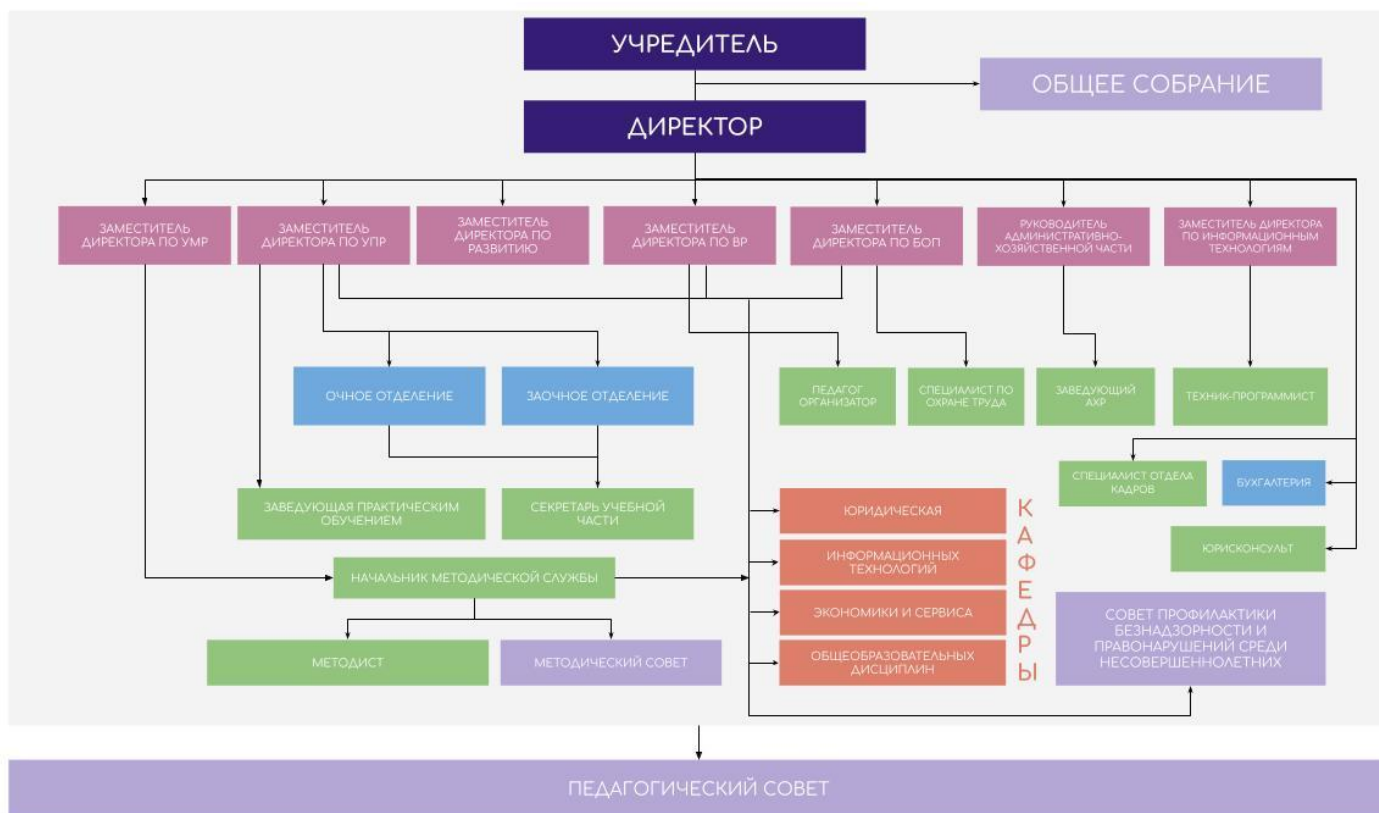 УЧРЕДИТЕЛЬ
ОБЩЕЕ СОБРАНИЕ
ДИРЕКТОР
ЗАМЕСТИТЕЛЬ
ДИРЕКТОРА ПО УМР
ЗАМЕСТИТЕЛЬ
ДИРЕКТОРА ПО УПР
ЗАМЕСТИТЕЛЬ
ДИРЕКТОРА ПО
РАЗВИТИЮ
ЗАМЕСТИТЕЛЬ
ДИРЕКТОРА ПО ВР
ЗАМЕСТИТЕЛЬ
ДИРЕКТОРА ПО БОП
РУКОВОДИТЕЛЬ
АДМИНИСТРАТИВНО-
ХОЗЯЙСТВЕННОЙ ЧАСТИ
ЗАМЕСТИТЕЛЬ ДИРЕКТОРА
ПО ИНФОРМАЦИОННЫМ
ТЕХНОЛОГИЯМ
ОЧНОЕ ОТДЕЛЕНИЕ
ЗАОЧНОЕ ОТДЕЛЕНИЕ
ПЕДАГОГ
ОРГАНИЗАТОР
СПЕЦИАЛИСТ ПО
ОХРАНЕ ТРУДА
ЗАВЕДУЮЩИЙ
АХР
ТЕХНИК-ПРОГРАММИСТ
СПЕЦИАЛИСТ ОТДЕЛА
КАДРОВ
БУХГАЛТЕРИЯ
ЗАВЕДУЮЩАЯ ПРАКТИЧЕСКИМ
ОБУЧЕНИЕМ
СЕКРЕТАРЬ УЧЕБНОЙ
ЧАСТИ
ЮРИДИЧЕСКАЯ
ИНФОРМАЦИОННЫХ
ТЕХНОЛОГИЙ
ЭКОНОМИКИ И СЕРВИСА
ОБЩЕОБРАЗОВАТЕЛЬНЫХ
ДИСЦИПЛИН
КАФЕДРЫ
ЮРИСКОНСУЛЬТ
НАЧАЛЬНИК МЕТОДИЧЕСКОЙ СЛУЖБЫ
МЕТОДИСТ
МЕТОДИЧЕСКИЙ СОВЕТ
СОВЕТ ПРОФИЛАКТИКИ
БЕЗНАДЗОРНОСТИ И
ПРАВОНАРУШЕНИЙ СРЕДИ
НЕСОВЕРШЕННОЛЕТНИХ
ПЕДАГОГИЧЕСКИЙ СОВЕТ